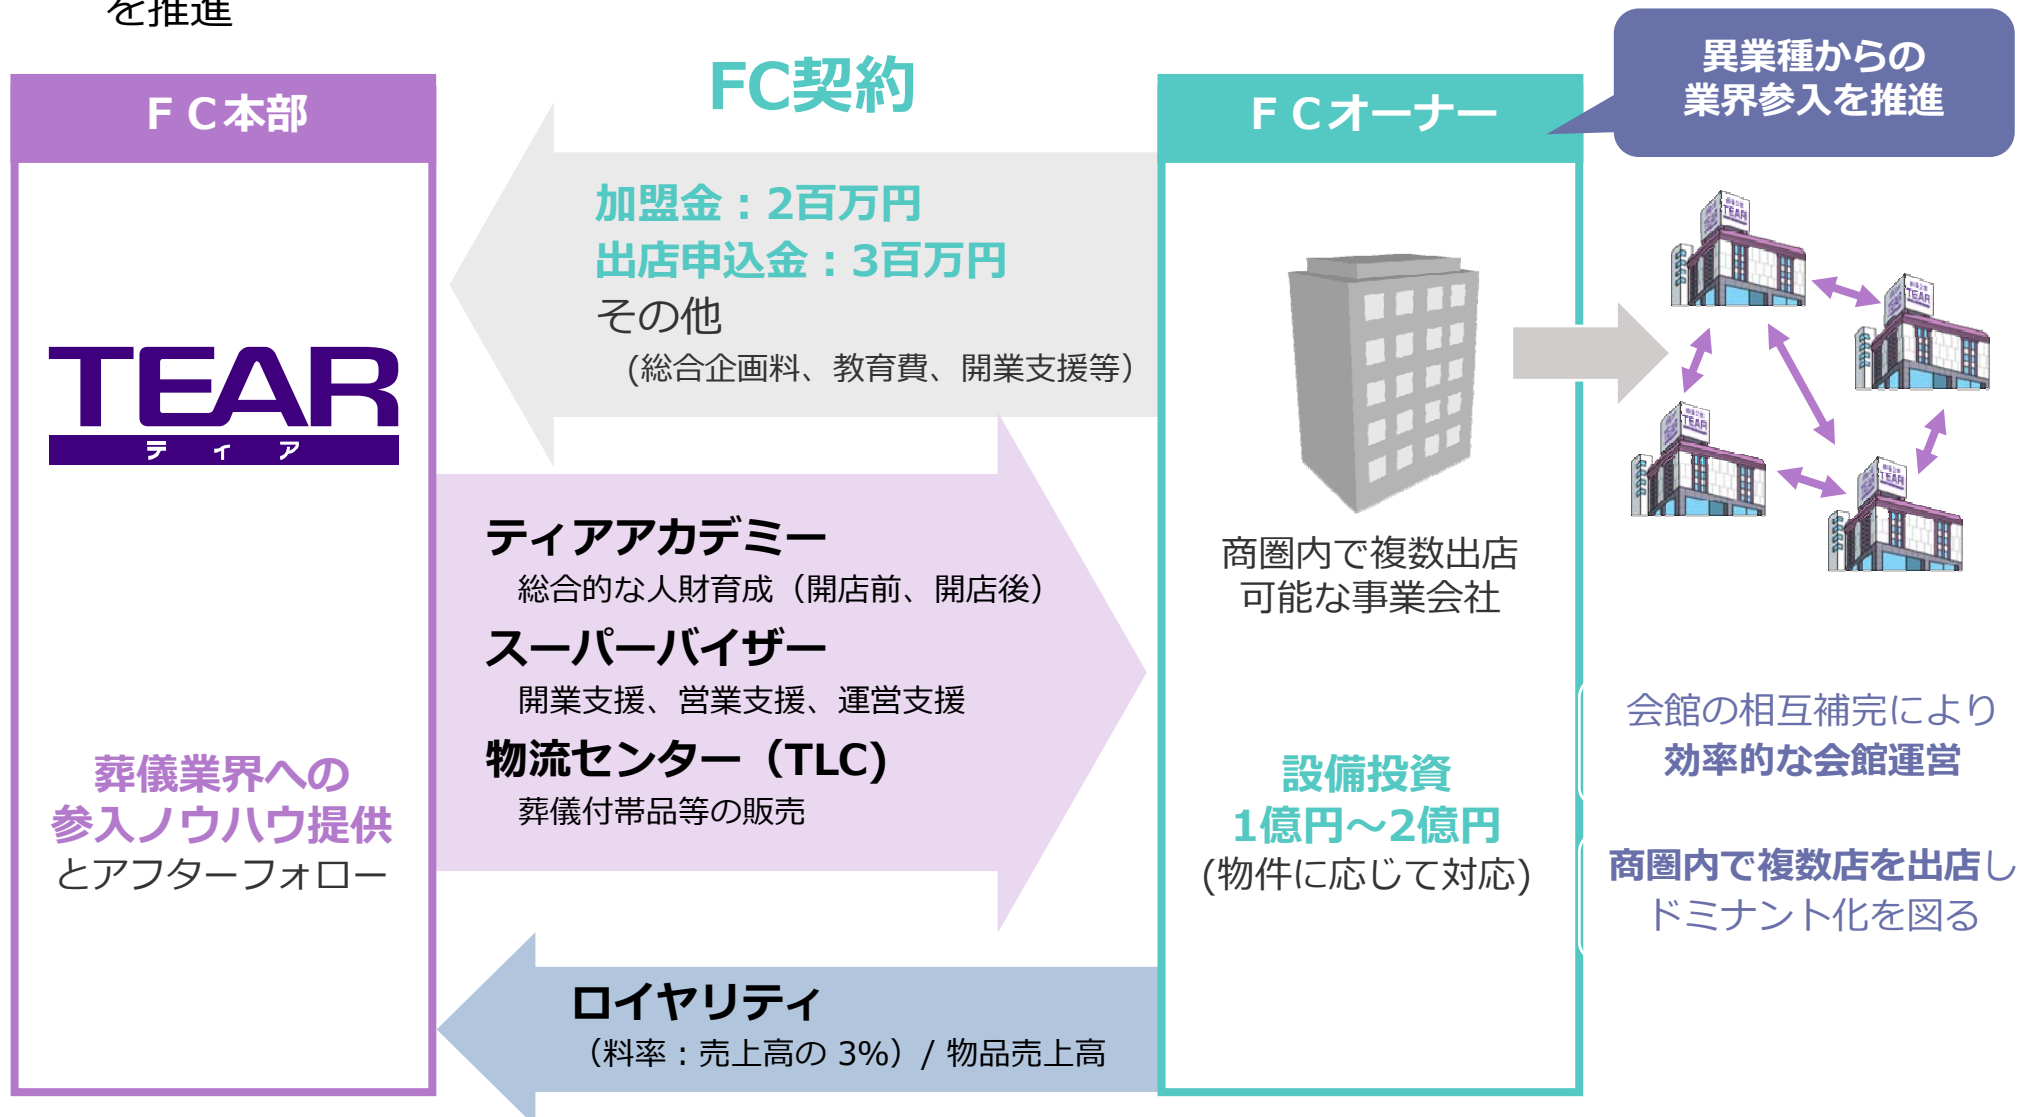 を推進
FC契約
ＦＣ本部
TEAR
ティア
葬儀業界への
参入ノウハウ提供
とアフターフォロー
加盟金：2百万円
出店申込金：3百万円
その他
(総合企画料、教育費、開業支援等）
ティアアカデミー
総合的な人財育成（開店前、開店後）
スーパーバイザー
開業支援、営業支援、運営支援
物流センター（TLC)
葬儀付帯品等の販売
ロイヤリティ
（料率：売上高の 3%）/ 物品売上高
ＦＣオーナー
商圏内で複数出店
可能な事業会社
設備投資
1億円～2億円
(物件に応じて対応)
異業種からの
業界参入を推進
TEAR
TEAR
TEAR
TEAR
会館の相互補完により
効率的な会館運営
商圏内で複数店を出店し
ドミナント化を図る